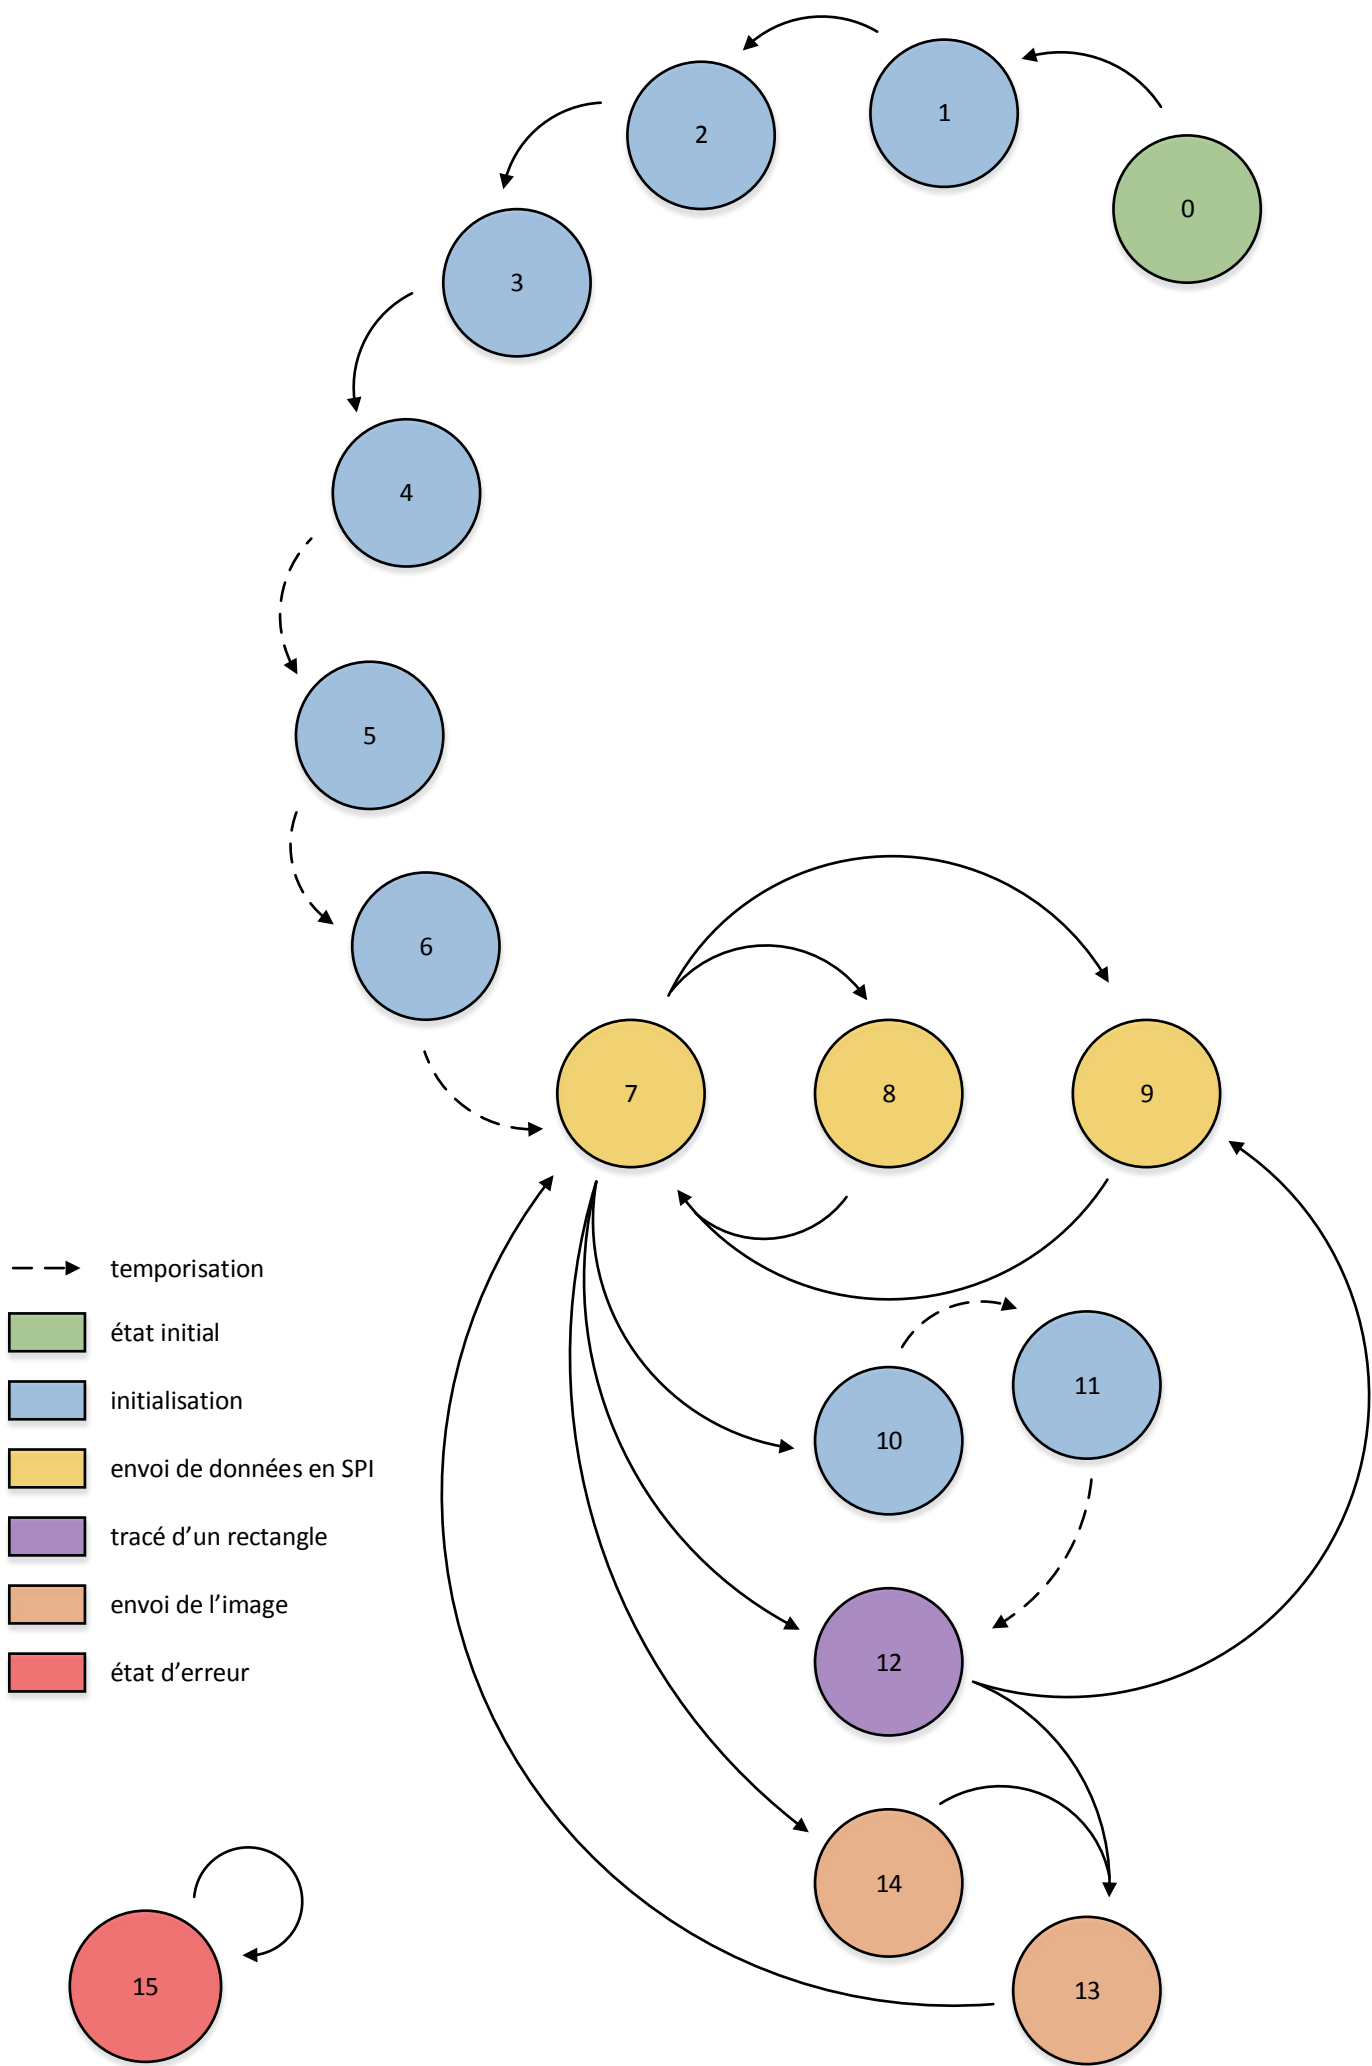 1
2
0
3
4
5
6
7
8
9
temporisation
état initial
11
initialisation
10
envoi de données en SPI
tracé d'un rectangle
envoi de l'image
12
état d'erreur
14
15
13